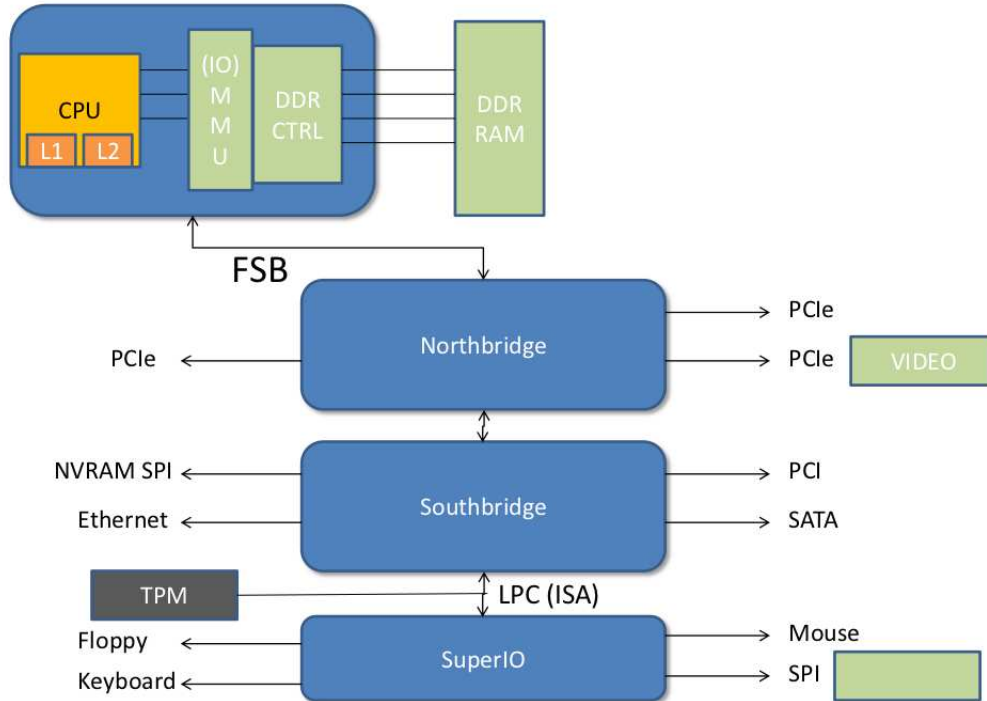 CPU
L1 L2
(IO)
M
M
U
DDR
CTRL
DDR
RAM
FSB
Northbridge
PCIe
PCIe
PCIe
VIDEO
Southbridge
NVRAM SPI
Ethernet
PCI
SATA
TPM
LPC (ISA)
SuperIO
Floppy
Keyboard
Mouse
SPI